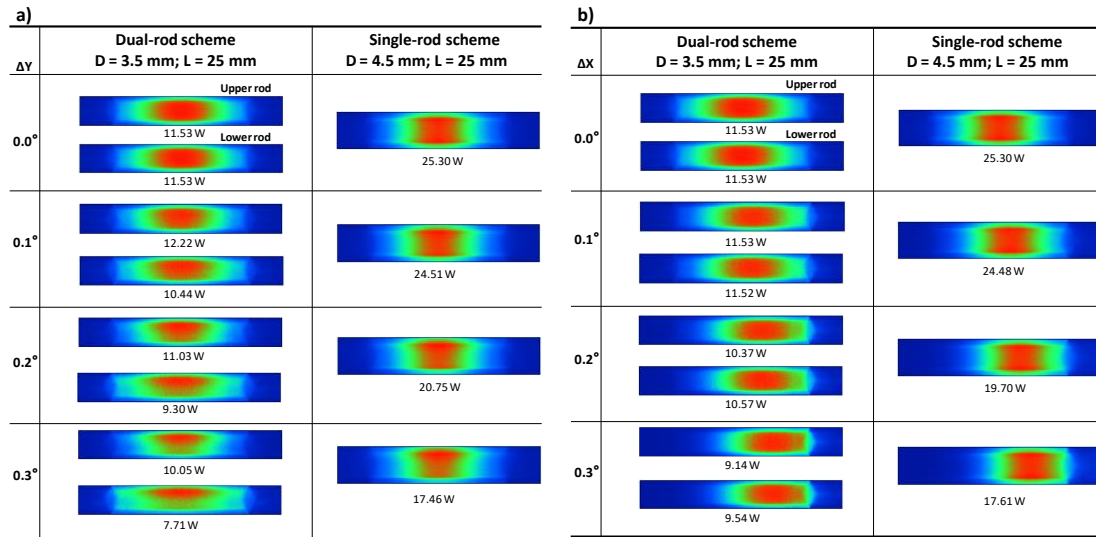 a)
ΔY
Dual-rod scheme
D = 3.5 mm; L = 25 mm
Single-rod scheme
D = 4.5 mm; L = 25 mm
0.0°
Upper rod
11.53 W
Lower rod
11.53 W
25.30 W
0.1°
12.22 W
10.44 W
24.51 W
0.2°
11.03 W
9.30 W
20.75 W
0.3°
10.05 W
7.71 W
17.46 W
b)
ΔX
Dual-rod scheme
D = 3.5 mm; L = 25 mm
Single-rod scheme
D = 4.5 mm; L = 25 mm
0.0°
Upper rod
11.53 W
Lower rod
11.53 W
25.30 W
0.1°
11.53 W
11.52 W
24.48 W
0.2°
10.37 W
10.57 W
19.70 W
0.3°
9.14 W
9.54 W
17.61 W